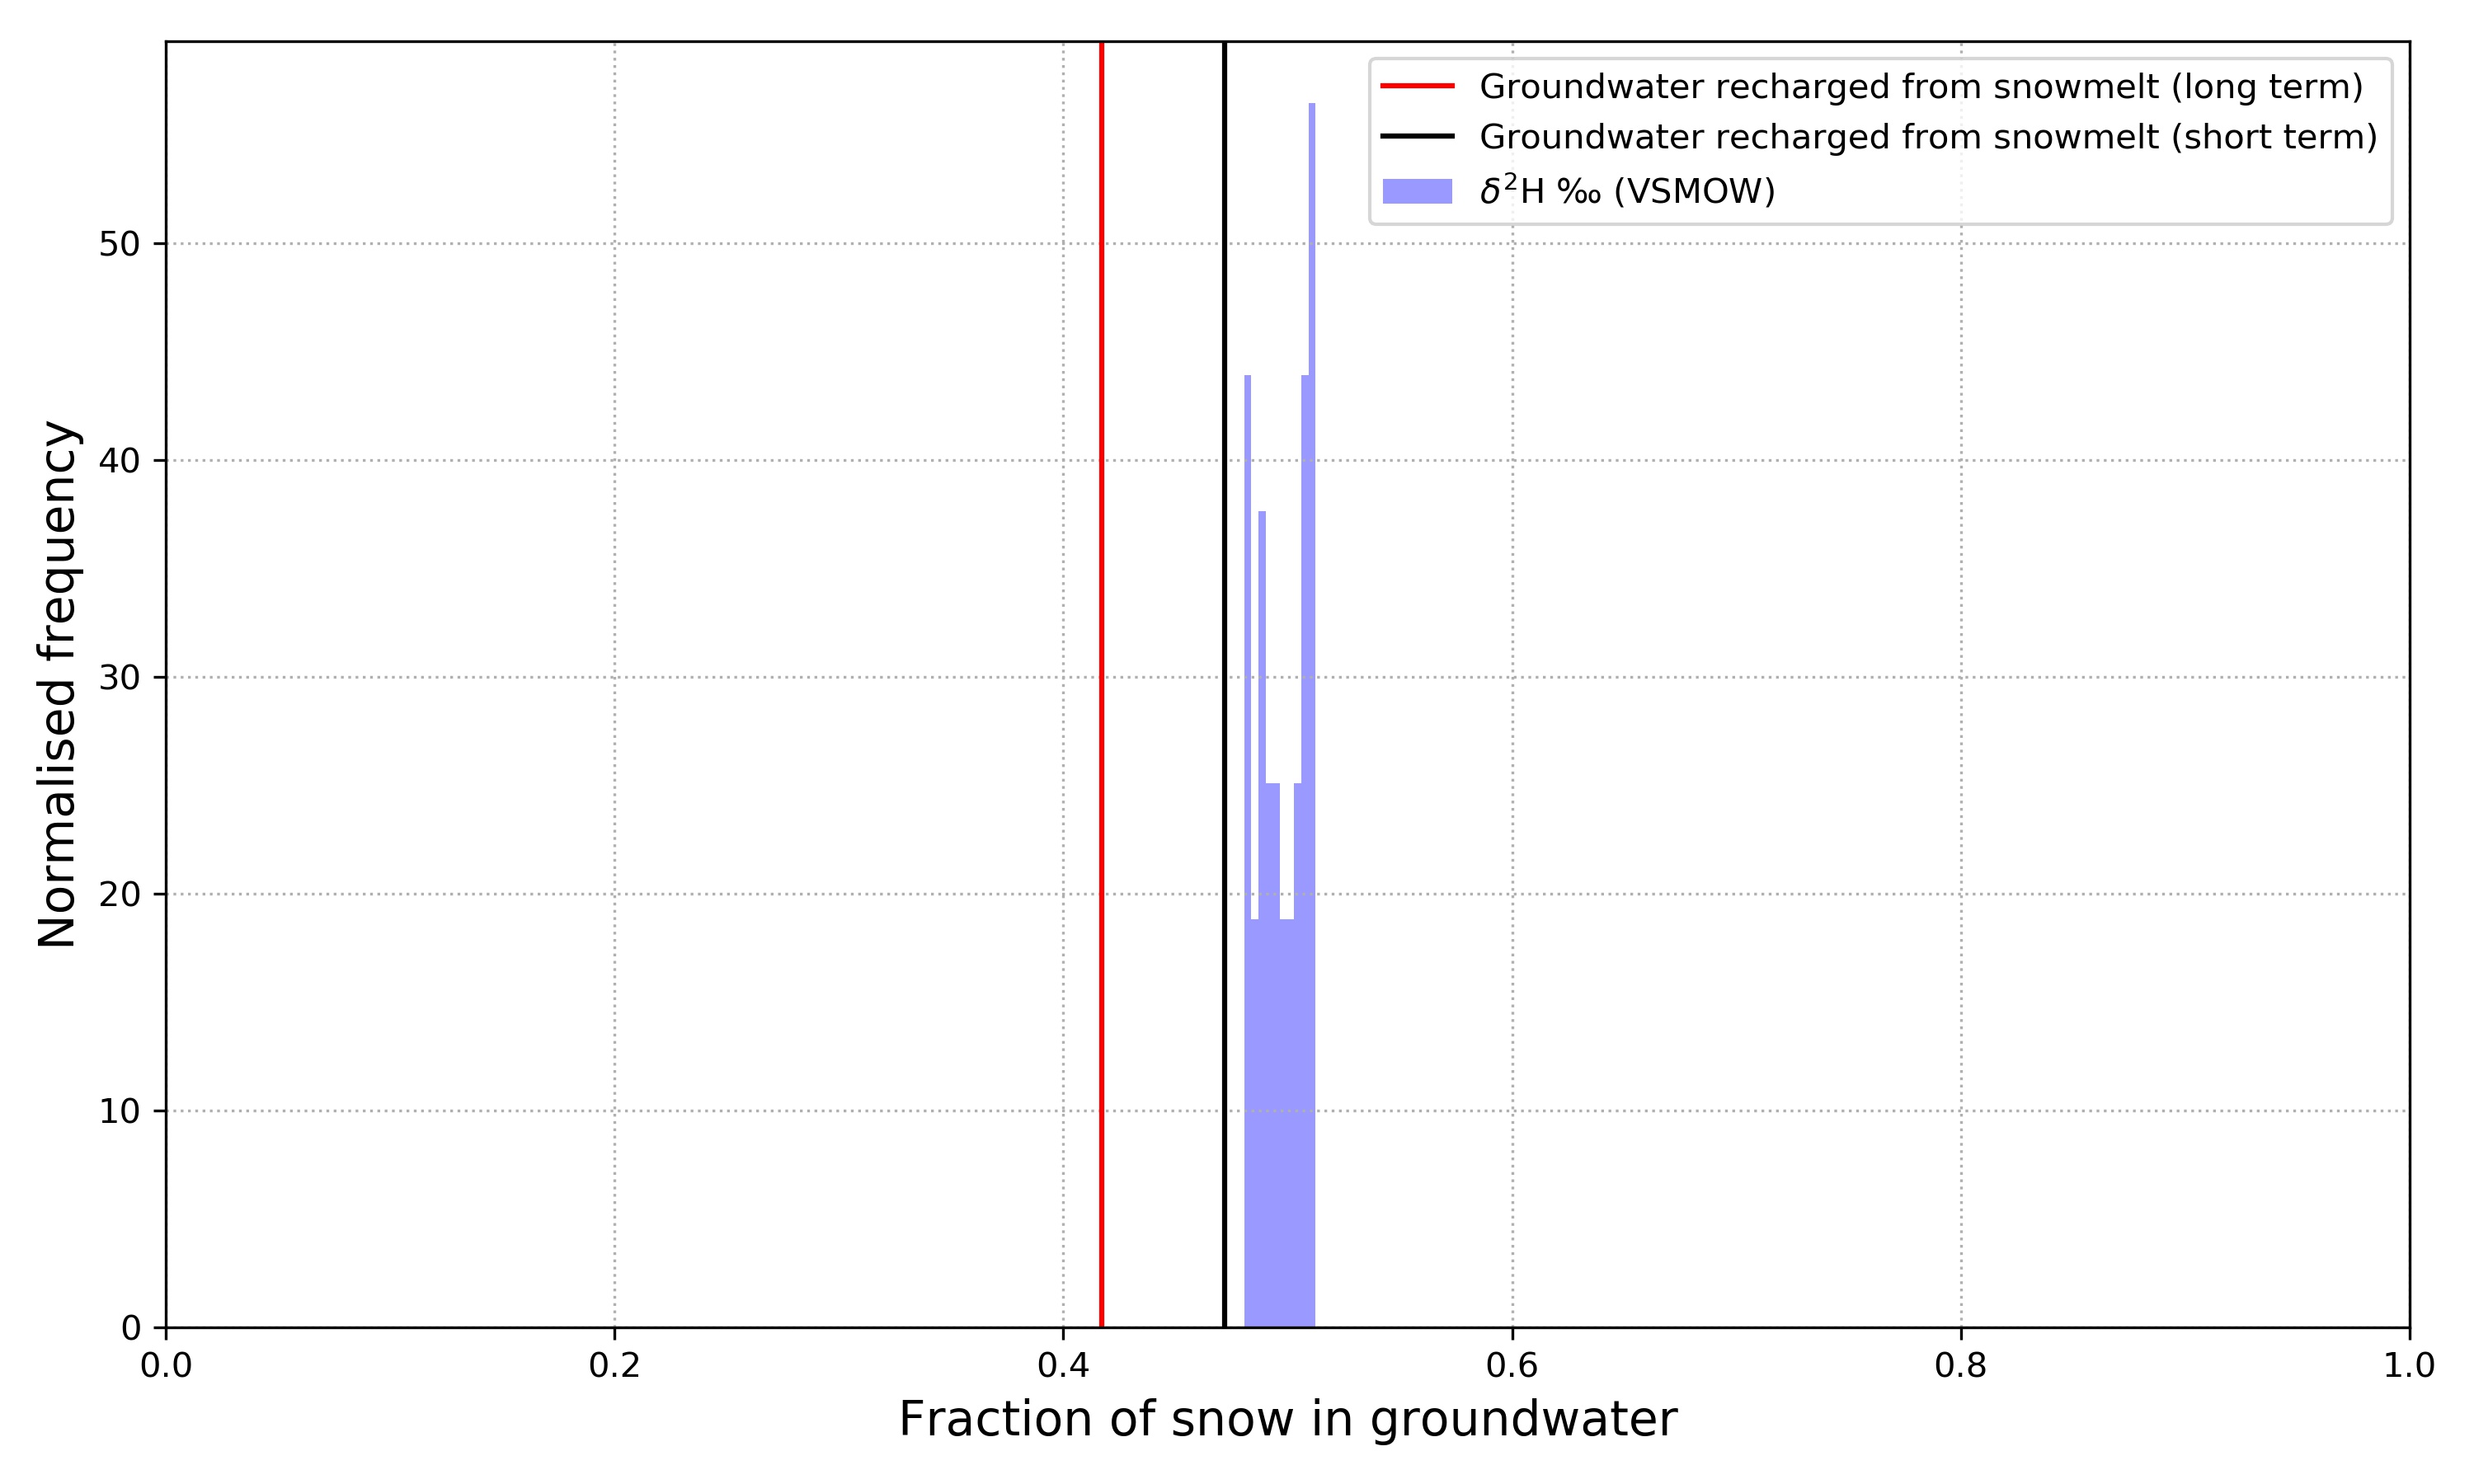 Groundwater recharged from snowmelt (long term)
Groundwater recharged from snowmelt (short term)
δ²H ‰ (VSMOW)
Normalised frequency
50
40
30
20
10
0
0.0 0.2 0.4 0.6 0.8 1.0
Fraction of snow in groundwater